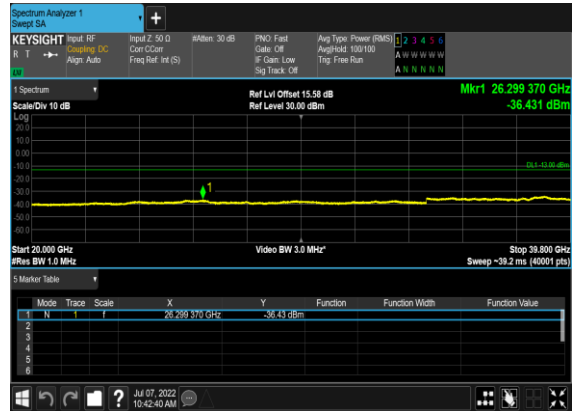 Spectrum Analyzer 1
Swept SA
+
KEYSIGHT Input: RF Input Z: 50 Ω #Atten: 30 dB PNO: Fast Avg Type: Power (RMS) 1 2 3 4 5 6
R T Coupling: DC Corr CCorr Gate: Off Avg|Hold: 100/100 A W W W W W
Align: Auto Freq Ref: Int (S) IF Gain: Low Trig: Free Run
LW Sig Track: Off A N N N N N
1 Spectrum Ref Lvl Offset 15.58 dB Mkr1 26.299 370 GHz
Scale/Div 10 dB Ref Level 30.00 dBm -36.431 dBm
Log
20.0
10.0
0.00
-10.0
DL1 -13.00 dBm
-20.0
-30.0
1
-40.0
-50.0
-60.0
Start 20.000 GHz Video BW 3.0 MHz* Stop 39.800 GHz
#Res BW 1.0 MHz Sweep ~39.2 ms (40001 pts)
5 Marker Table
Mode Trace Scale X Y Function Function Width Function Value
1 N 1 f 26.299 370 GHz -36.43 dBm
2
3
4
5
6
? Jul 07, 2022
10:42:40 AM